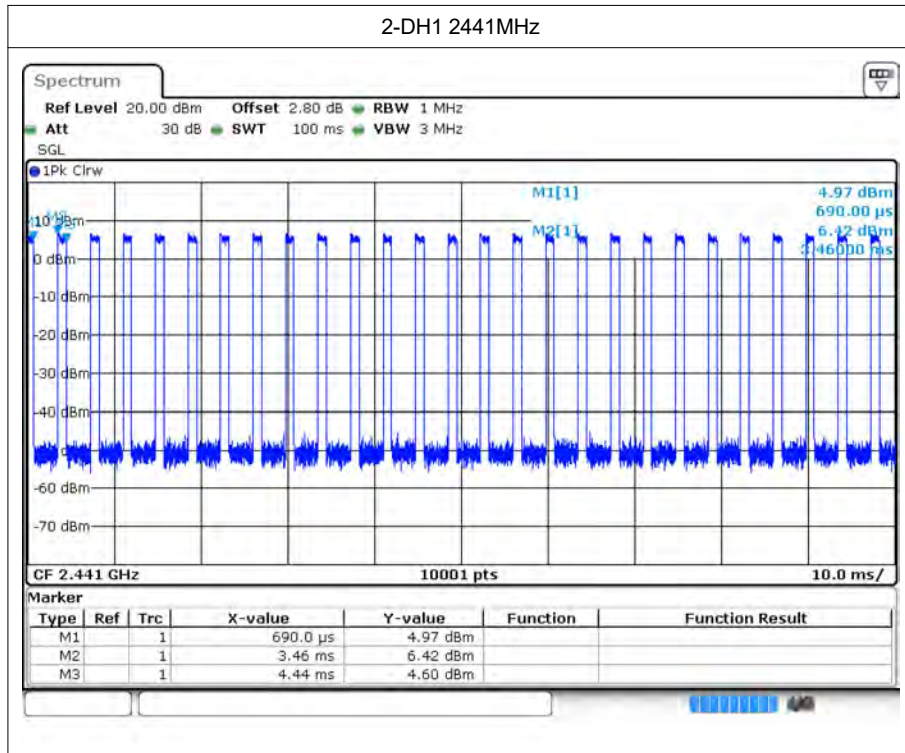 2-DH1 2441MHz
Spectrum
Ref Level 20.00 dBm Offset 2.80 dB RBW 1 MHz
Att 30 dB SWT 100 ms VBW 3 MHz
SGL
1Pk Clrw
M1[1] 4.97 dBm
690.00 µs
M2[1] 6.42 dBm
3.46000 ms
10 dBm
0 dBm
-10 dBm
-20 dBm
-30 dBm
-40 dBm
-60 dBm
-70 dBm
CF 2.441 GHz 10001 pts 10.0 ms/
Marker
Type Ref Trc X-value Y-value Function Function Result
M1 1 690.0 µs 4.97 dBm
M2 1 3.46 ms 6.42 dBm
M3 1 4.44 ms 4.60 dBm